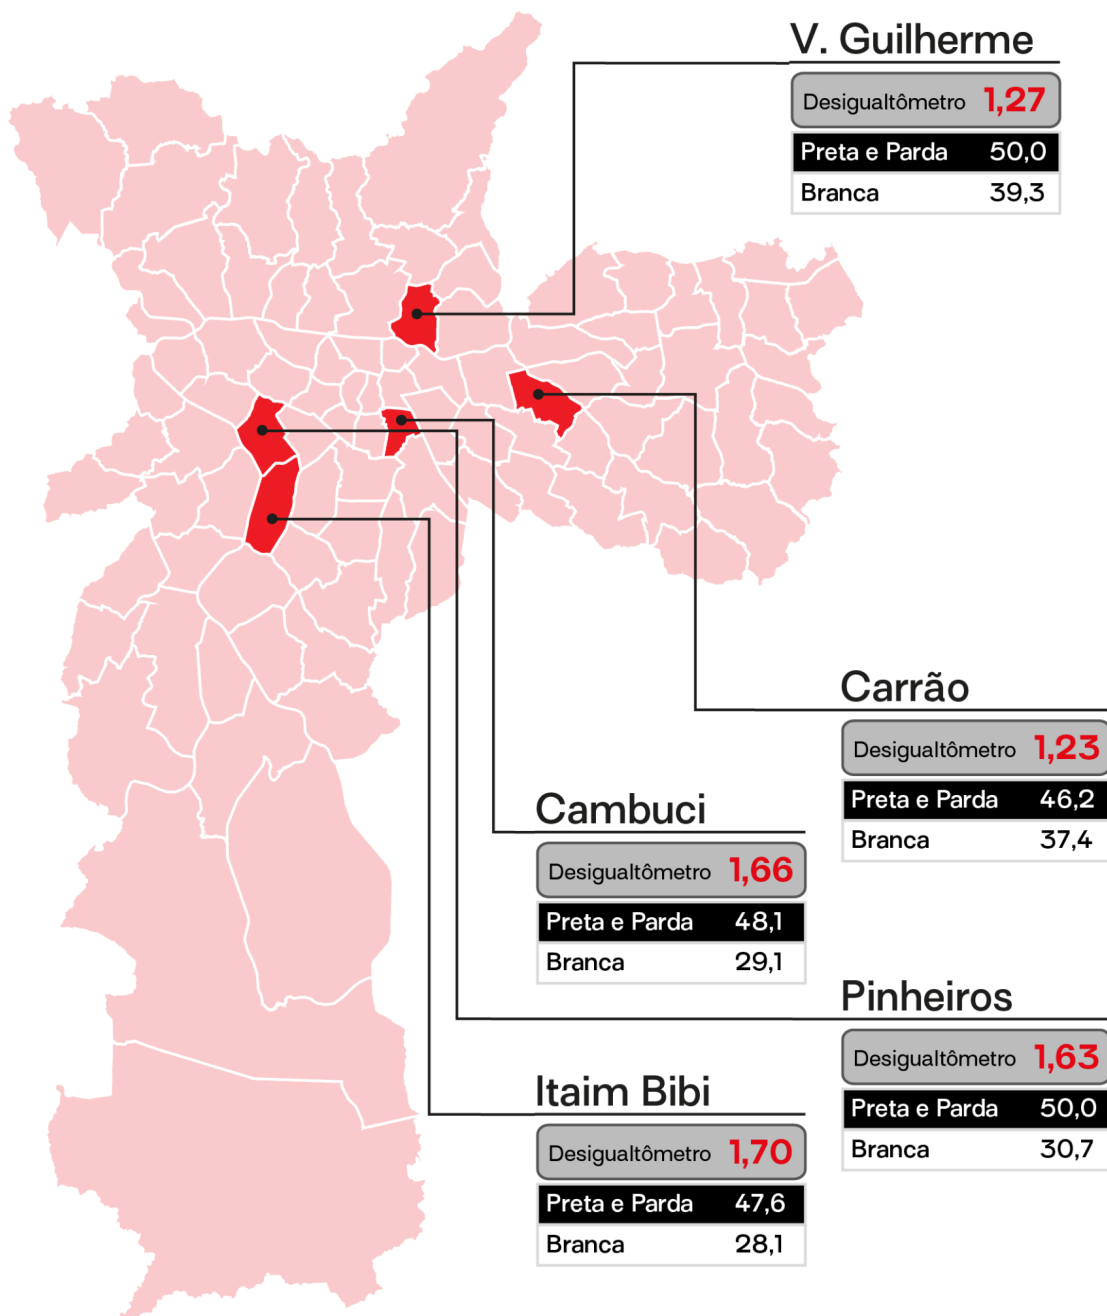 V. Guilherme
Desigualtômetro 1,27
Preta e Parda 50,0
Branca 39,3
Carrão
Desigualtômetro 1,23
Preta e Parda 46,2
Branca 37,4
Cambuci
Desigualtômetro 1,66
Preta e Parda 48,1
Branca 29,1
Pinheiros
Desigualtômetro 1,63
Preta e Parda 50,0
Branca 30,7
Itaim Bibi
Desigualtômetro 1,70
Preta e Parda 47,6
Branca 28,1